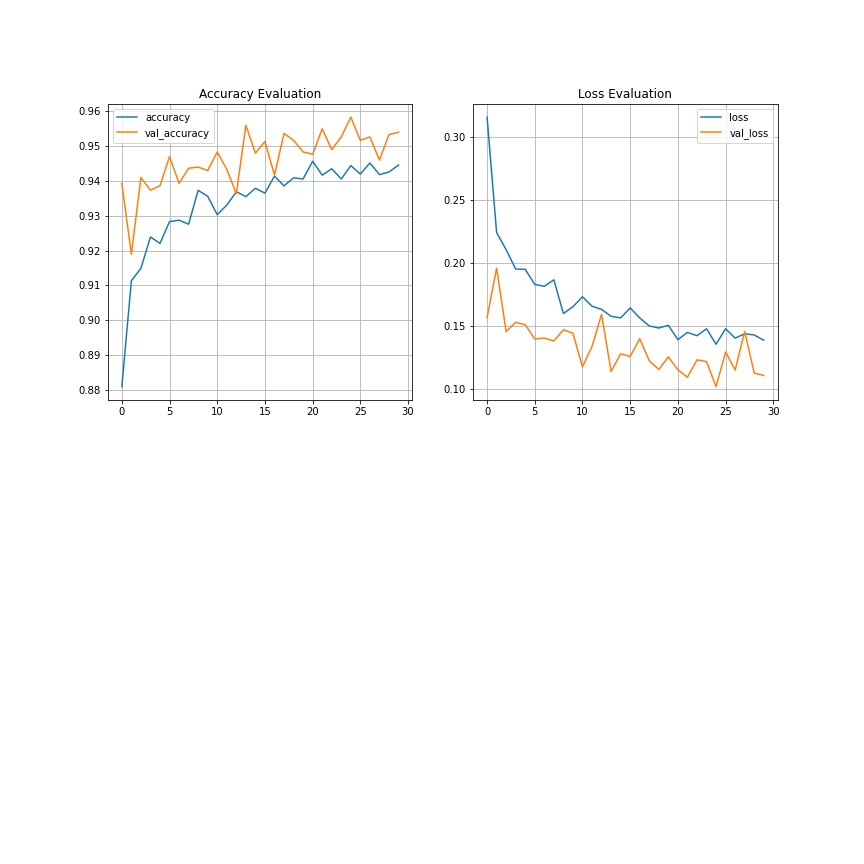 Accuracy Evaluation
accuracy
val_accuracy
0.96
0.95
0.94
0.93
0.92
0.91
0.90
0.89
0.88
0 5 10 15 20 25 30
Loss Evaluation
loss
val_loss
0.30
0.25
0.20
0.15
0.10
0 5 10 15 20 25 30